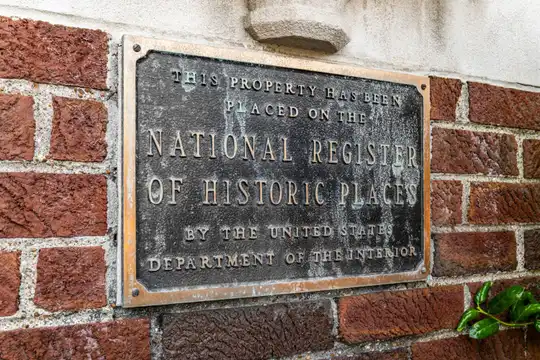 THIS PROPERTY HAS BEEN
PLACED ON THE
NATIONAL REGISTER
OF HISTORIC PLACES
BY THE UNITED STATES
DEPARTMENT OF THE INTERIOR